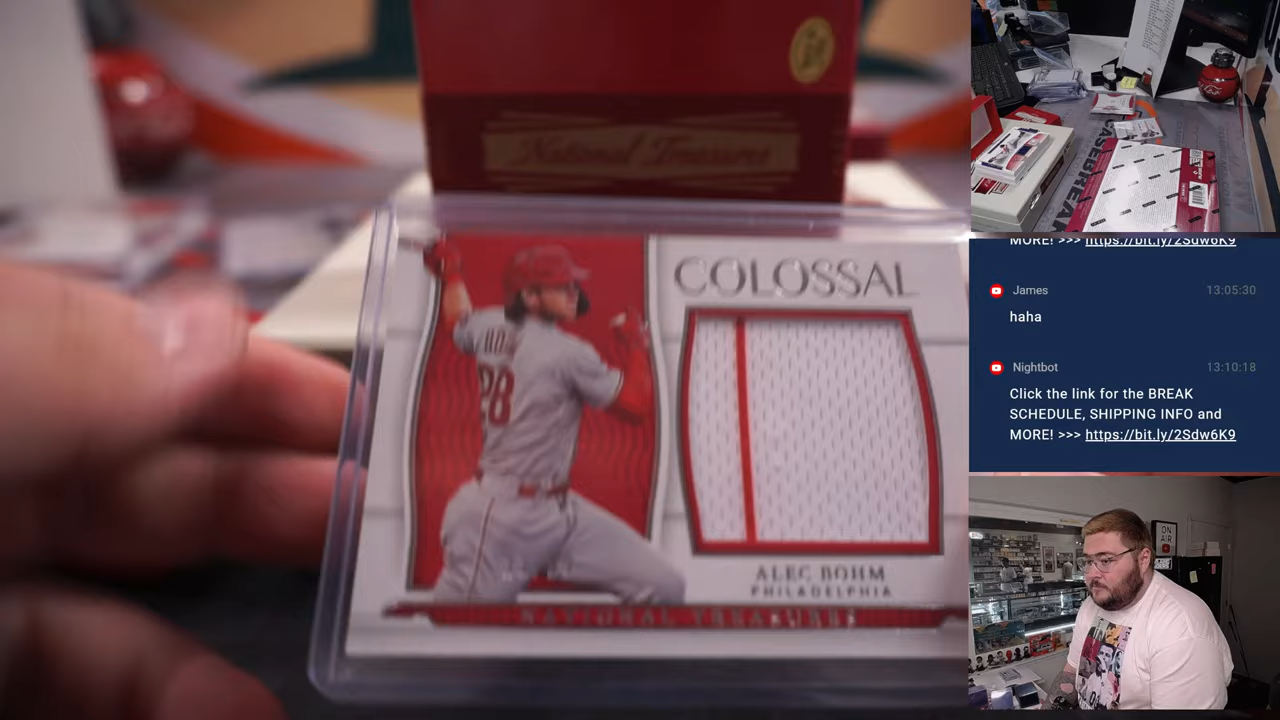 National Treasures
COLOSSAL
28
ALEC BOHM
PHILADELPHIA
NATIONAL TREASURES
MORE! >>> https://bit.ly/2Sdw6K9
James 13:05:30
haha
Nightbot 13:10:18
Click the link for the BREAK
SCHEDULE, SHIPPING INFO and
MORE! >>> https://bit.ly/2Sdw6K9
ON
AIR